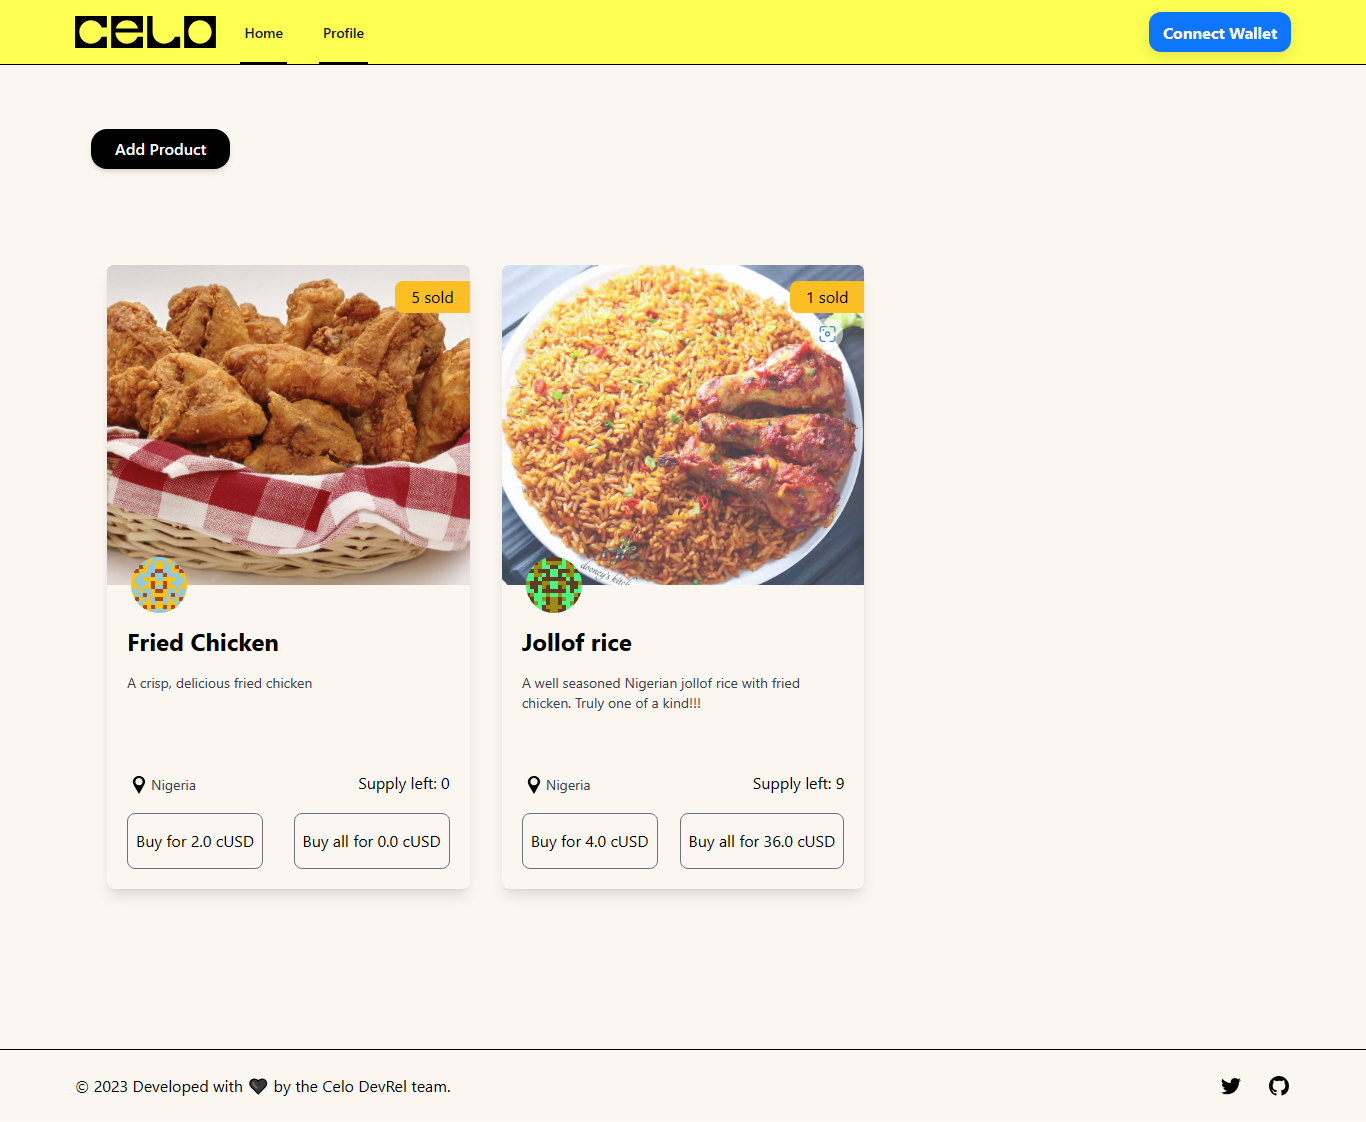 CELO
Home
Profile
Connect Wallet
Add Product
5 sold
Fried Chicken
A crisp, delicious fried chicken
Nigeria
Supply left: 0
Buy for 2.0 cUSD
Buy all for 0.0 cUSD
1 sold
dooney's kitch
Jollof rice
A well seasoned Nigerian jollof rice with fried
chicken. Truly one of a kind!!!
Nigeria
Supply left: 9
Buy for 4.0 cUSD
Buy all for 36.0 cUSD
© 2023 Developed with 🖤 by the Celo DevRel team.